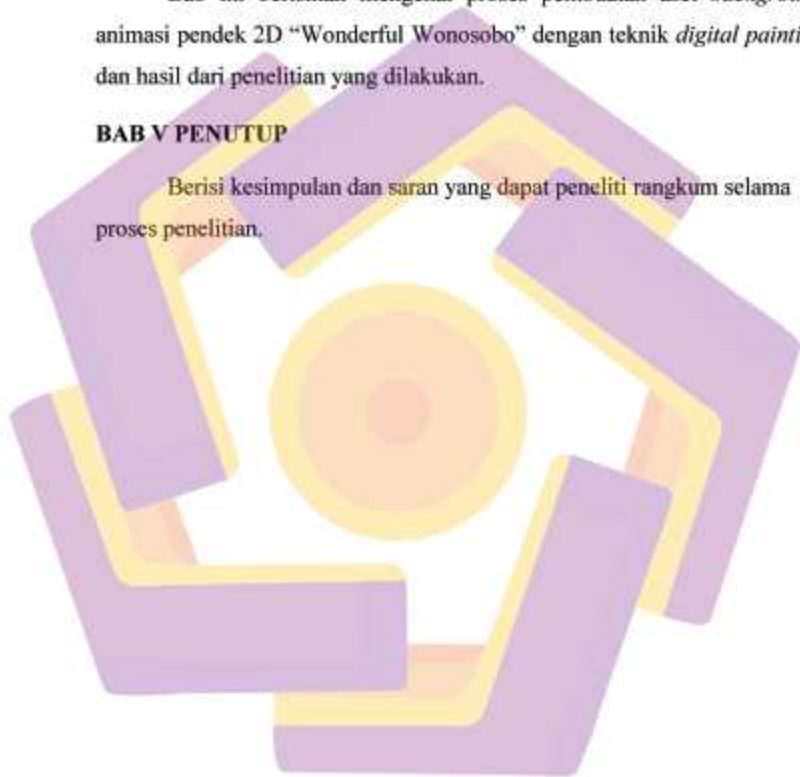 animasi pendek 2D “Wonderful Wonosobo” dengan teknik digital
dan hasil dari penelitian yang dilakukan.
BAB V PENUTUP
Berisi kesimpulan dan saran yang dapat peneliti rangkum selama
proses penelitian.